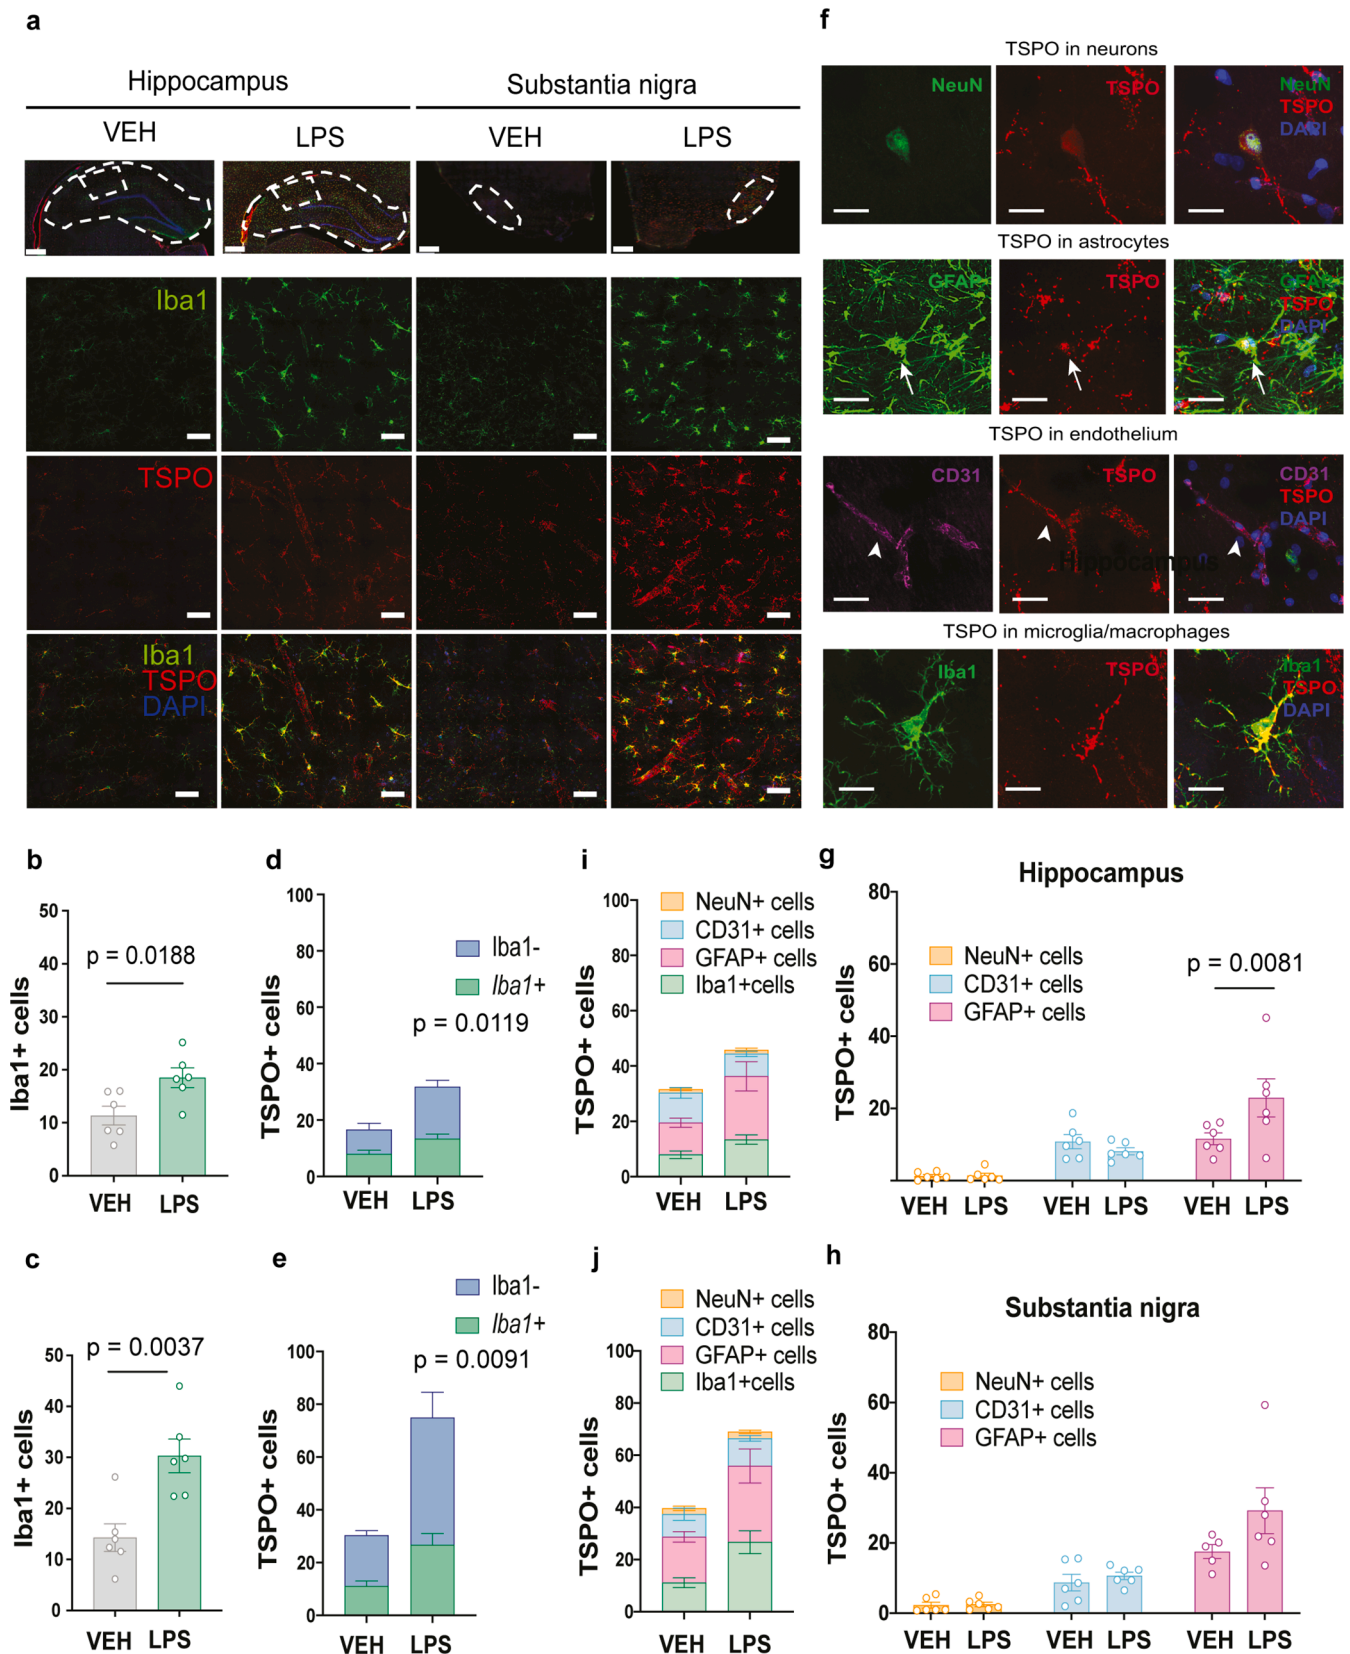 a
Hippocampus
Substantia nigra
VEH
LPS
VEH
LPS
Iba1
TSPO
Iba1
TSPO
DAPI
f
TSPO in neurons
NeuN
TSPO
NeuN
TSPO
DAPI
TSPO in astrocytes
GFAP
TSPO
GFAP
TSPO
DAPI
TSPO in endothelium
CD31
TSPO
CD31
TSPO
DAPI
Hippocampus
TSPO in microglia/macrophages
Iba1
TSPO
Iba1
TSPO
DAPI
b
Iba1+ cells
50
40
30
20
10
0
p = 0.0188
VEH
LPS
d
TSPO+ cells
100
80
60
40
20
0
Iba1-
Iba1+
p = 0.0119
VEH
LPS
i
TSPO+ cells
100
80
60
40
20
0
NeuN+ cells
CD31+ cells
GFAP+ cells
Iba1+cells
VEH
LPS
g
Hippocampus
TSPO+ cells
80
60
40
20
NeuN+ cells
CD31+ cells
GFAP+ cells
p = 0.0081
VEH
LPS
VEH
LPS
VEH
LPS
c
Iba1+ cells
50
40
30
20
10
0
p = 0.0037
VEH
LPS
e
TSPO+ cells
100
80
60
40
20
0
Iba1-
Iba1+
p = 0.0091
VEH
LPS
j
TSPO+ cells
100
80
60
40
20
0
NeuN+ cells
CD31+ cells
GFAP+ cells
Iba1+cells
VEH
LPS
h
Substantia nigra
TSPO+ cells
80
60
40
20
0
NeuN+ cells
CD31+ cells
GFAP+ cells
VEH
LPS
VEH
LPS
VEH
LPS